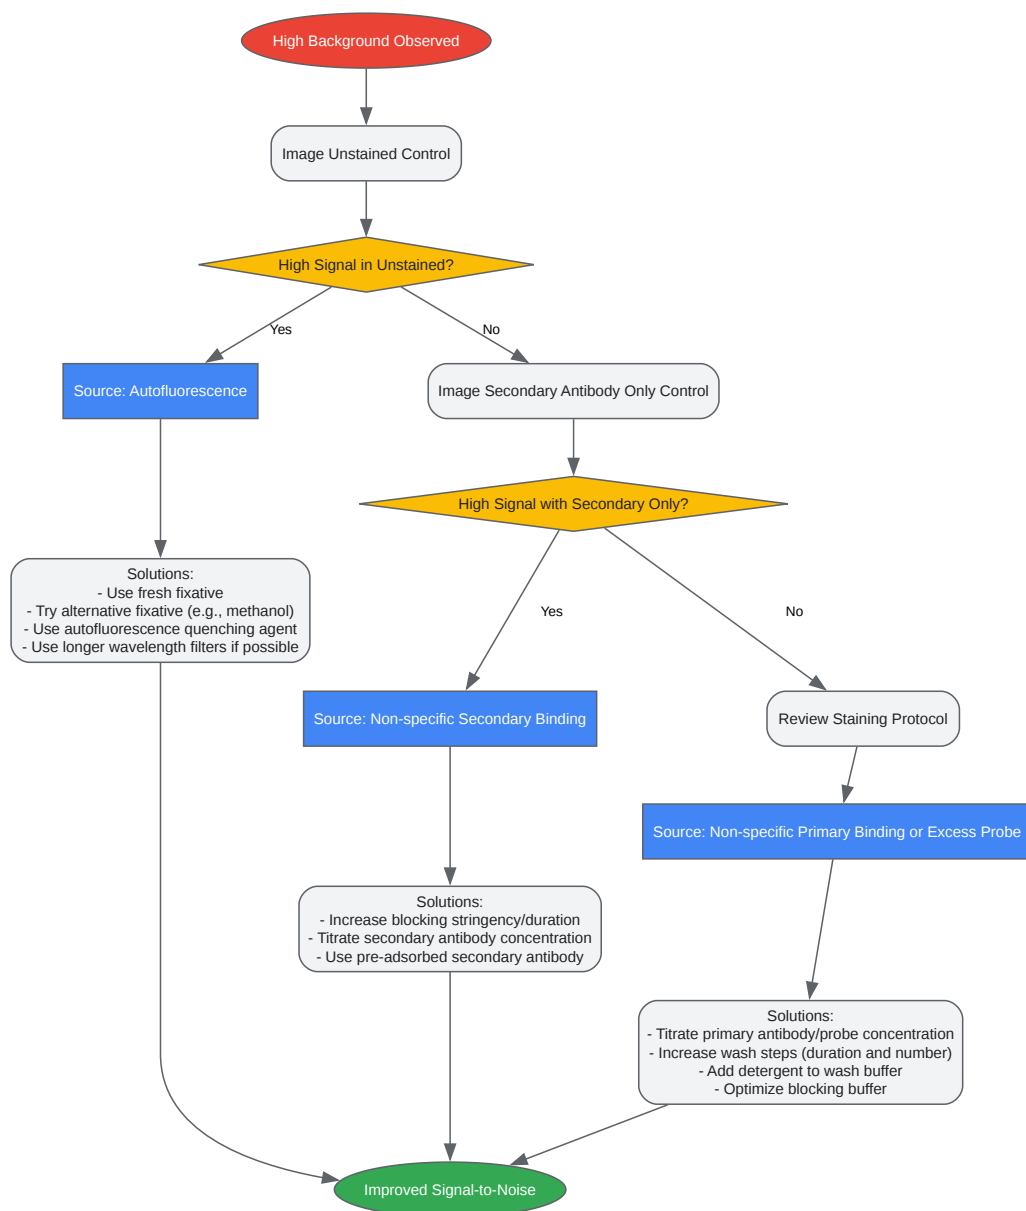 High Background Observed
Image Unstained Control
High Signal in Unstained?
Yes
No
Source: Autofluorescence
Image Secondary Antibody Only Control
High Signal with Secondary Only?
Solutions:
- Use fresh fixative
- Try alternative fixative (e.g., methanol)
- Use autofluorescence quenching agent
- Use longer wavelength filters if possible
Yes
No
Source: Non-specific Secondary Binding
Review Staining Protocol
Source: Non-specific Primary Binding or Excess Probe
Solutions:
- Increase blocking stringency/duration
- Titrate secondary antibody concentration
- Use pre-adsorbed secondary antibody
Solutions:
- Titrate primary antibody/probe concentration
- Increase wash steps (duration and number)
- Add detergent to wash buffer
- Optimize blocking buffer
Improved Signal-to-Noise